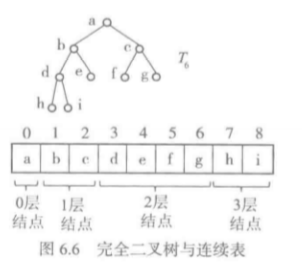 a
b c T₆
d e f g
h i
0 1 2 3 4 5 6 7 8
a b c d e f g h i
0层 1层 2层 3层
结点 结点 结点 结点
图 6.6 完全二叉树与连续表